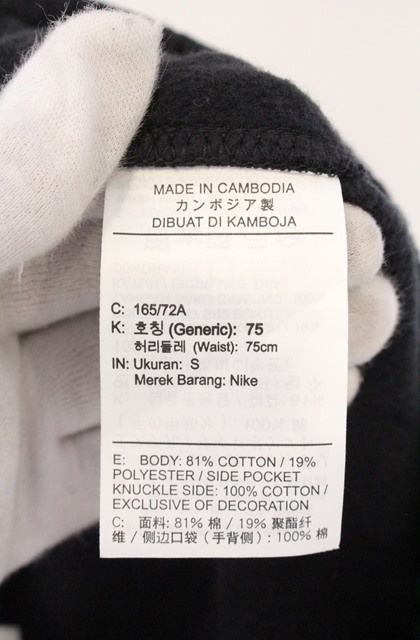 MADE IN CAMBODIA
カンボジア製
DIBUAT DI KAMBOJA
C: 165/72A
K: 호칭 (Generic): 75
허리둘레 (Waist): 75cm
IN: Ukuran: S
Merek Barang: Nike
E: BODY: 81% COTTON / 19%
POLYESTER / SIDE POCKET
KNUCKLE SIDE: 100% COTTON /
EXCLUSIVE OF DECORATION
C: 面料: 81% 棉 / 19% 聚酯纤
维 / 侧边口袋 (手背侧) : 100% 棉